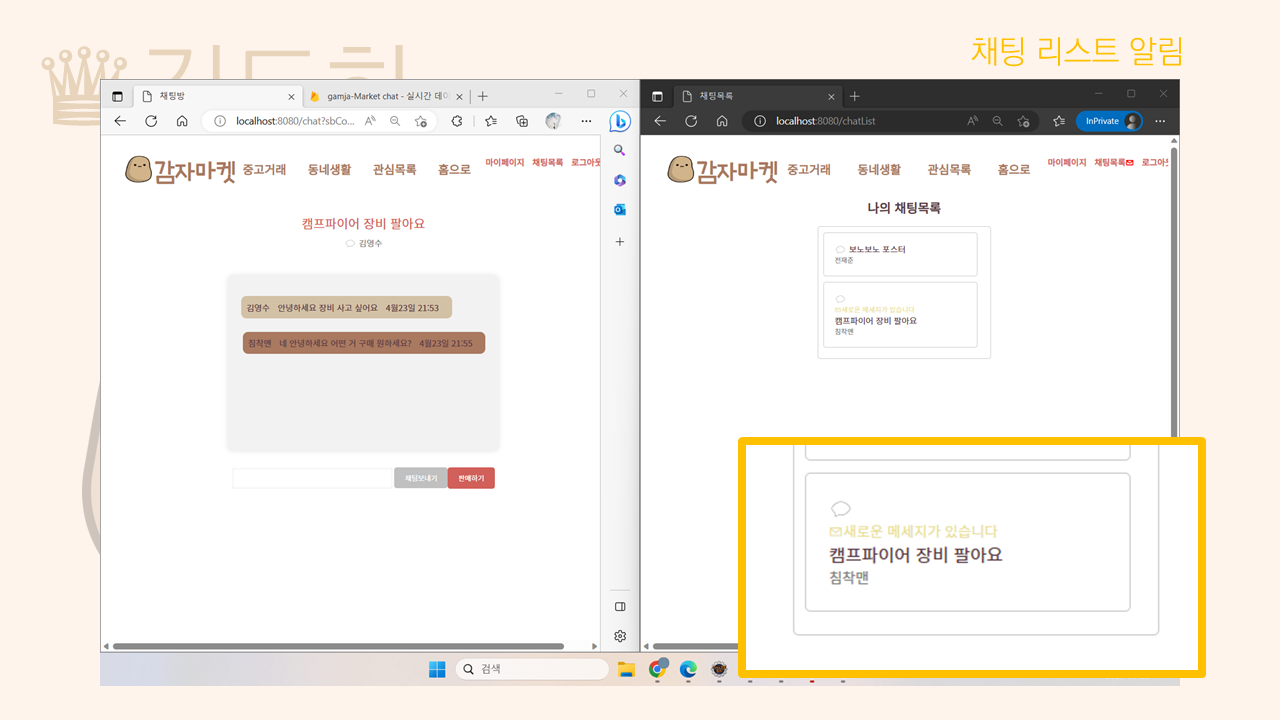 채팅 리스트 알림
채팅방
gamja-Market chat - 실시간 데이
localhost:8080/chat?sbCo...
감자마켓
중고거래
동네생활
관심목록
홈으로
마이페이지
채팅목록
로그아웃
캠프파이어 장비 팔아요
김영수
김영수 안녕하세요 장비 사고 싶어요 4월23일 21:53
침착맨 네 안녕하세요 어떤 거 구매 원하세요? 4월23일 21:55
채팅보내기
판매하기
채팅목록
localhost:8080/chatList
InPrivate
감자마켓
중고거래
동네생활
관심목록
홈으로
마이페이지
채팅목록
로그아웃
나의 채팅목록
보노보노 포스터
전재준
새로운 메세지가 있습니다
캠프파이어 장비 팔아요
침착맨
새로운 메세지가 있습니다
캠프파이어 장비 팔아요
침착맨
검색